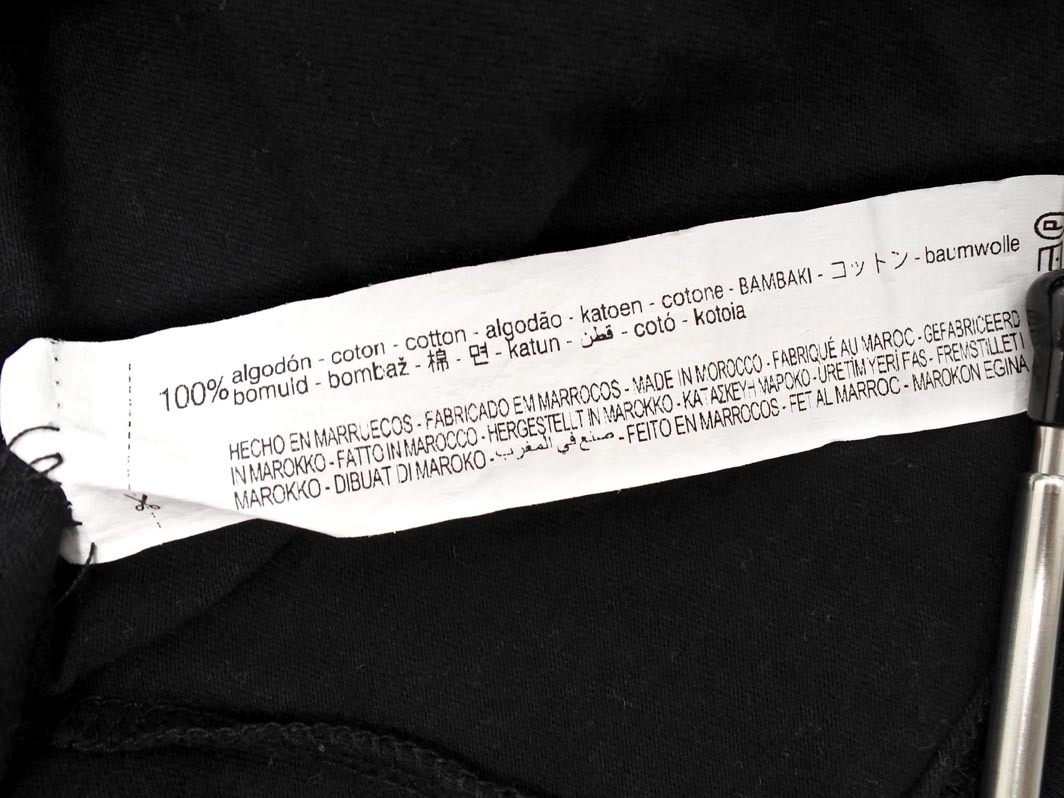 100% algodón - coton - cotton - algodão - katoen - cotone - BAMBAKI - コットン - baumwolle
bomuld - bombaž - 棉 - 면 - katun - قطن - cotó - kotoia
HECHO EN MARRUECOS - FABRICADO EM MARROCOS - MADE IN MOROCCO - FABRIQUÉ AU MAROC - GEFABRICEERD
IN MAROKKO - FATTO IN MAROCCO - HERGESTELLT IN MAROKKO - ΚΑΤΑΣΚΕΥΗ ΜΑΡΟΚΟ - ÜRETİM YERİ FAS - FREMSTILLET I
MAROKKO - DIBUAT DI MAROKO - صنع في المغرب - FEITO EN MARROCOS - FET AL MARROC - MAROKON EGINA